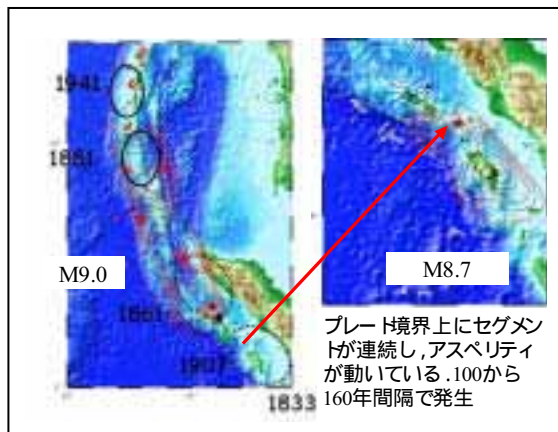 1941
1881
M9.0
1861
1907
1833
M8.7
プレート境界上にセグメン
トが連続し，アスペリティ
が動いている．100から
160年間隔で発生